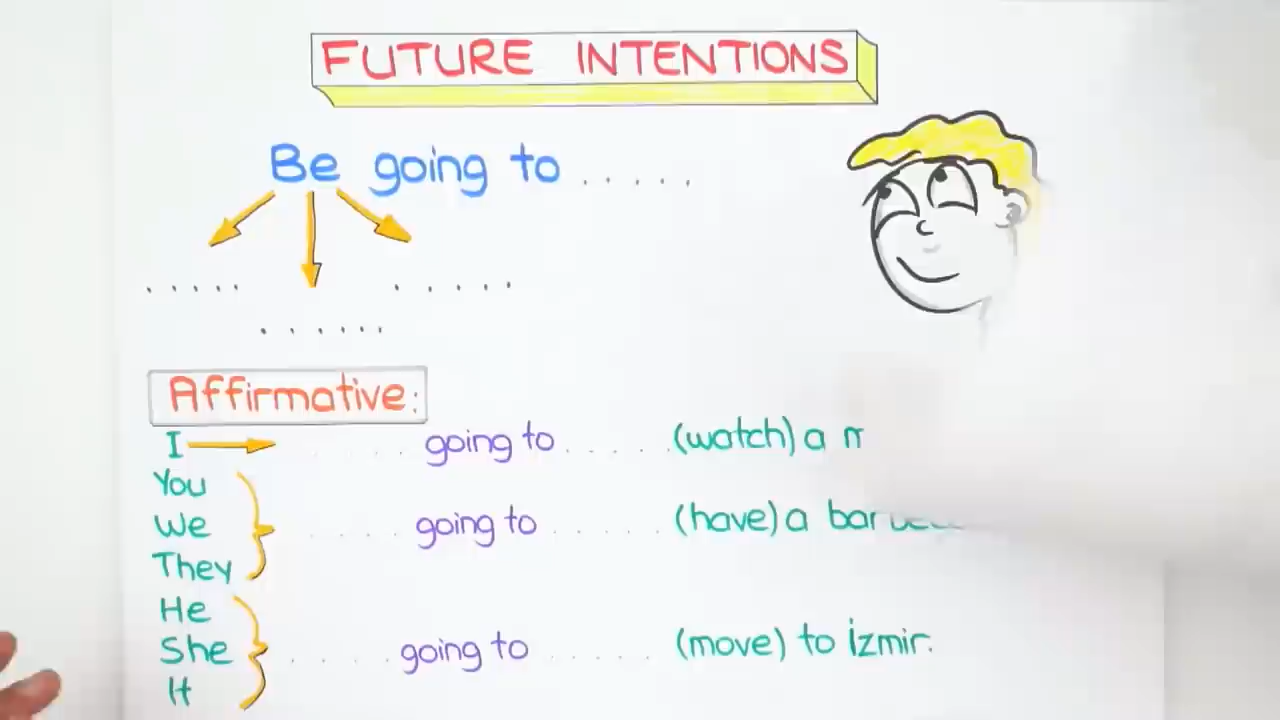 FUTURE INTENTIONS
Be going to .....
..... .....
......
Affirmative:
I ..... going to ..... (watch) a
You
We ..... going to ..... (have) a
They
He
She ..... going to ..... (move) to İzmir.
It